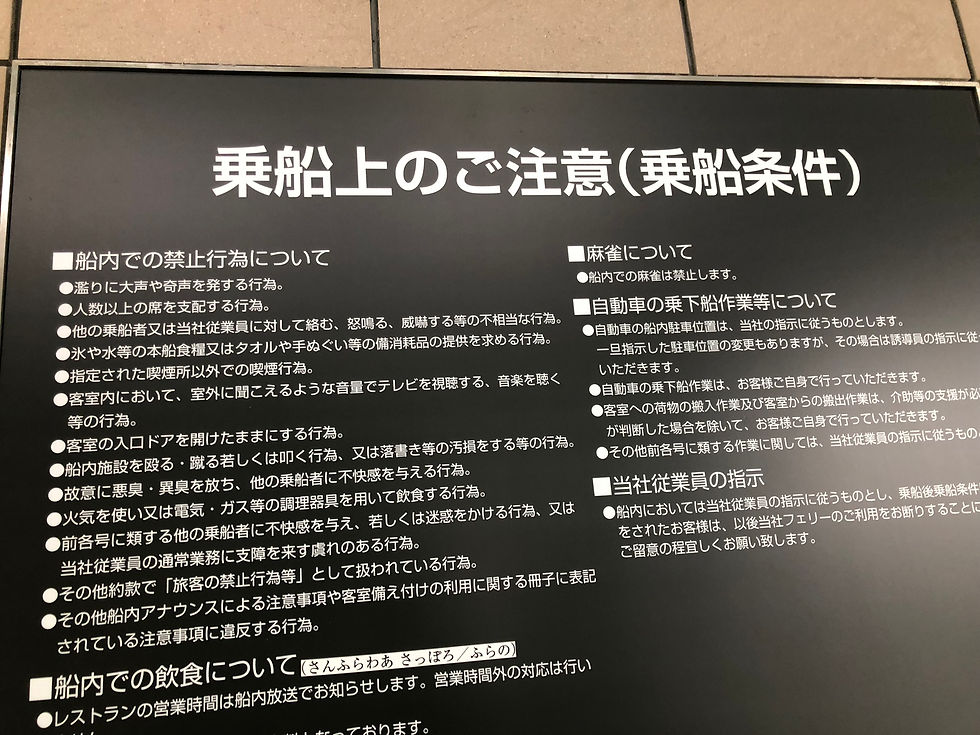 乗船上のご注意(乗船条件)
■船内での禁止行為について
●濫りに大声や奇声を発する行為。
●人数以上の席を支配する行為。
●他の乗船者又は当社従業員に対して絡む、怒鳴る、威嚇する等の不相当な行為。
●氷や水等の本船食糧又はタオルや手ぬぐい等の備消耗品の提供を求める行為。
●指定された喫煙所以外での喫煙行為。
●客室内において、室外に聞こえるような音量でテレビを視聴する、音楽を聴く
等の行為。
●客室の入口ドアを開けたままにする行為。
●船内施設を殴る・蹴る若しくは叩く行為、又は落書き等の汚損をする等の行為。
●故意に悪臭・異臭を放ち、他の乗船者に不快感を与える行為。
●火気を使い又は電気・ガス等の調理器具を用いて飲食する行為。
●前各号に類する他の乗船者に不快感を与え、若しくは迷惑をかける行為、又は
当社従業員の通常業務に支障を来す虞れのある行為。
●その他約款で「旅客の禁止行為等」として扱われている行為。
●その他船内アナウンスによる注意事項や客室備え付けの利用に関する冊子に表記
されている注意事項に違反する行為。
■船内での飲食について(さんふらわあ さっぽろ/ふらの)
●レストランの営業時間は船内放送でお知らせします。営業時間外の対応は行い
なっております。
■麻雀について
●船内での麻雀は禁止します。
■自動車の乗下船作業等について
●自動車の船内駐車位置は、当社の指示に従うものとします。
一旦指示した駐車位置の変更もありますが、その場合は誘導員の指示に従
いただきます。
●自動車の乗下船作業は、お客様ご自身で行っていただきます。
●客室への荷物の搬入作業及び客室からの搬出作業は、介助等の支援が必
が判断した場合を除いて、お客様ご自身で行っていただきます。
●その他前各号に類する作業に関しては、当社従業員の指示に従うもの
■当社従業員の指示
●船内においては当社従業員の指示に従うものとし、乗船後乗船条件
をされたお客様は、以後当社フェリーのご利用をお断りすることに
ご留意の程宜しくお願い致します。